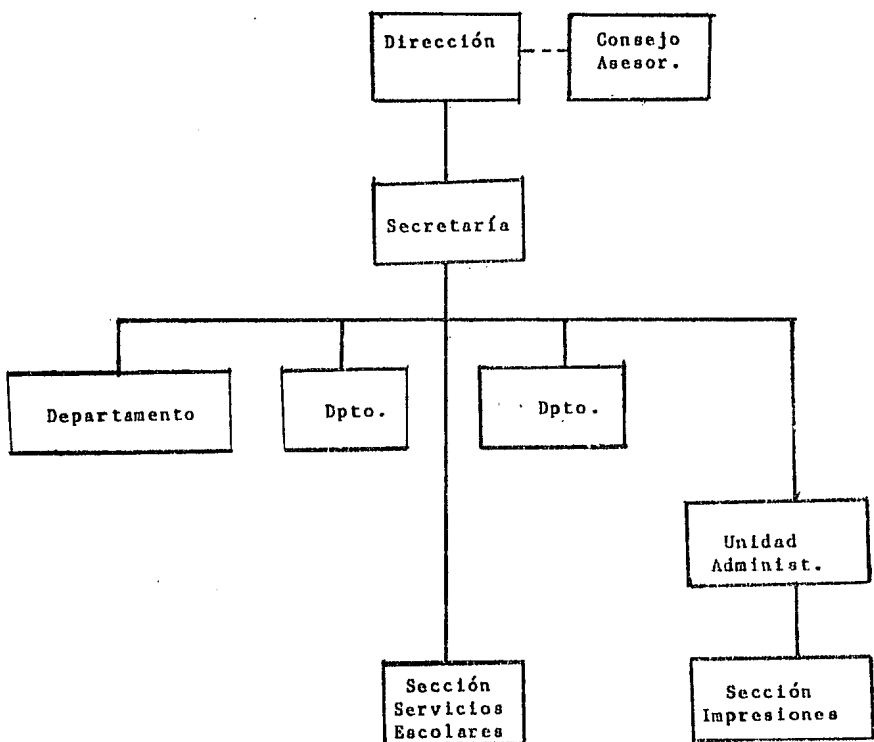 Dirección
Consejo
Asesor.
Secretaría
Departamento
Dpto.
Dpto.
Unidad
Administ.
Sección
Servicios
Escolares
Sección
Impresiones